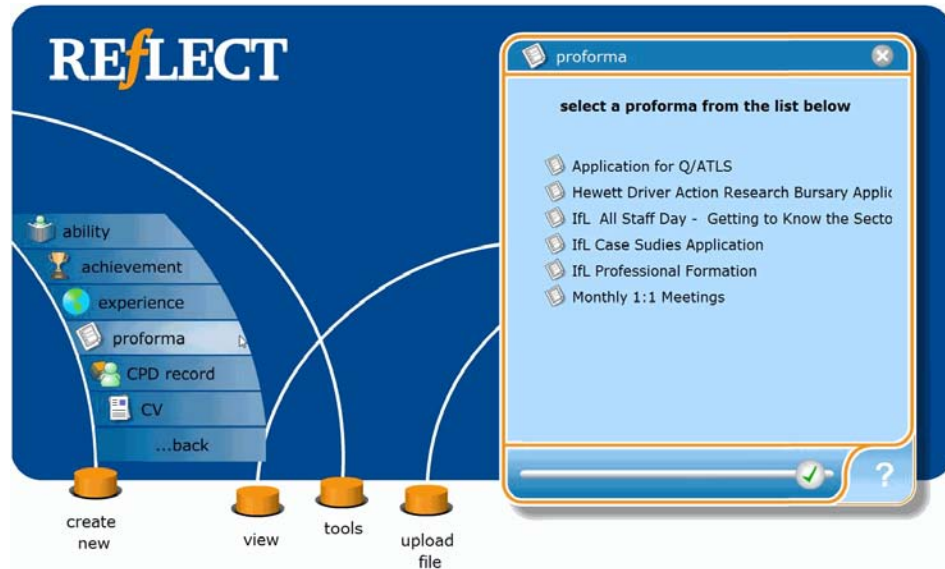 REfLECT
ability
achievement
experience
proforma
CPD record
CV
...back
create
new
view
tools
upload
file
proforma
select a proforma from the list below
Application for Q/ATLS
Hewett Driver Action Research Bursary Applic
IfL All Staff Day - Getting to Know the Secto
IfL Case Sudies Application
IfL Professional Formation
Monthly 1:1 Meetings
?